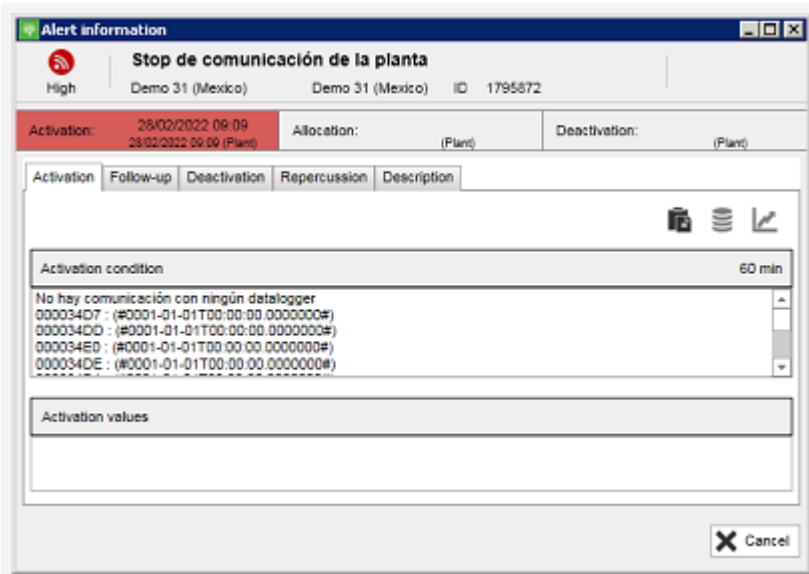 Alert information
Stop de comunicación de la planta
High Demo 31 (Mexico) Demo 31 (Mexico) ID 1795872
Activation: 28/02/2022 09:09 Allocation: Deactivation:
28/02/2022 09:09 (Plant) (Plant) (Plant)
Activation Follow-up Deactivation Repercussion Description
Activation condition 60 min
No hay comunicación con ningún datalogger
000034D7 : (#0001-01-01T00:00:00.0000000#)
000034DD : (#0001-01-01T00:00:00.0000000#)
000034E0 : (#0001-01-01T00:00:00.0000000#)
000034DE : (#0001-01-01T00:00:00.0000000#)
Activation values
Cancel